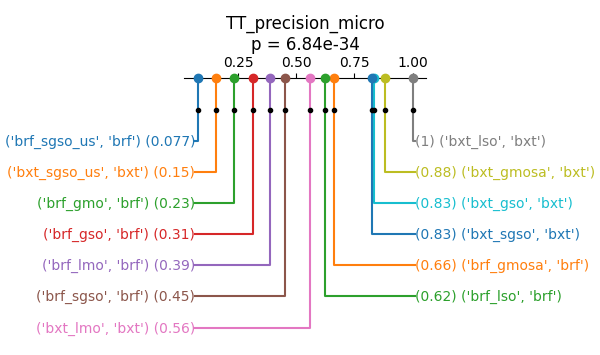 TT_precision_micro
p = 6.84e-34
0.25 0.50 0.75 1.00
('brf_sgso_us', 'brf') (0.077)
(1) ('bxt_lso', 'bxt')
('bxt_sgso_us', 'bxt') (0.15)
(0.88) ('bxt_gmosa', 'bxt')
('brf_gmo', 'brf') (0.23)
(0.83) ('bxt_gso', 'bxt')
('brf_gso', 'brf') (0.31)
(0.83) ('bxt_sgso', 'bxt')
('brf_lmo', 'brf') (0.39)
(0.66) ('brf_gmosa', 'brf')
('brf_sgso', 'brf') (0.45)
(0.62) ('brf_lso', 'brf')
('bxt_lmo', 'bxt') (0.56)